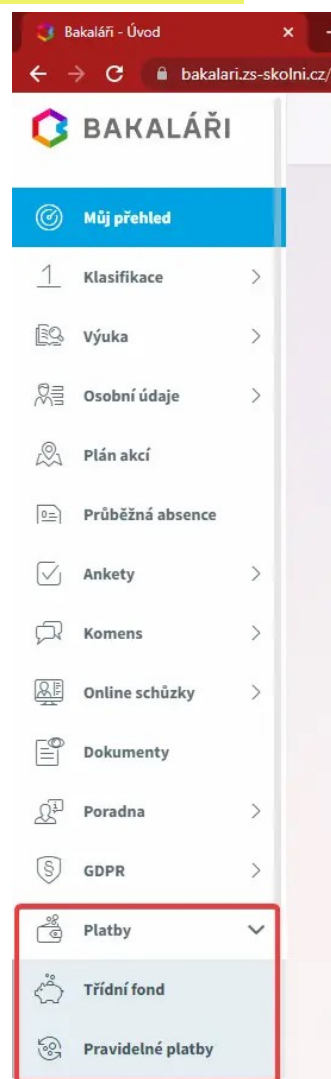 Bakaláři - Úvod
bakalari.zs-skolni.cz/
BAKALÁŘI
Můj přehled
Klasifikace
Výuka
Osobní údaje
Plán akcí
Průběžná absence
Ankety
Komens
Online schůzky
Dokumenty
Poradna
GDPR
Platby
Třídní fond
Pravidelné platby